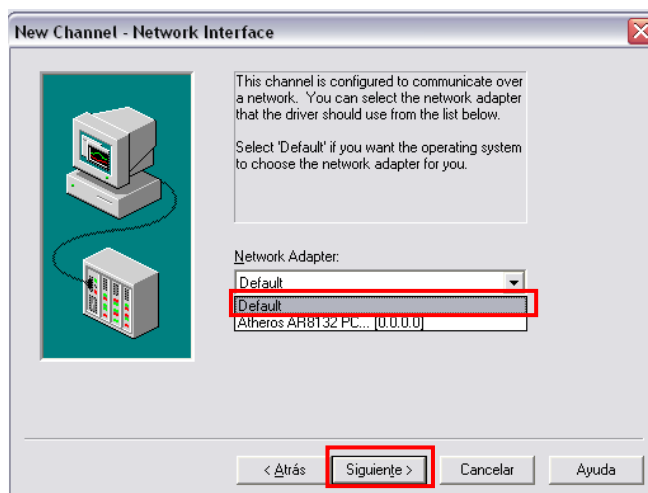 New Channel - Network Interface
This channel is configured to communicate over
a network. You can select the network adapter
that the driver should use from the list below.
Select 'Default' if you want the operating system
to choose the network adapter for you.
Network Adapter:
Default
Default
Atheros AR8132 PC... [0.0.0.0]
< Atrás
Siguiente >
Cancelar
Ayuda